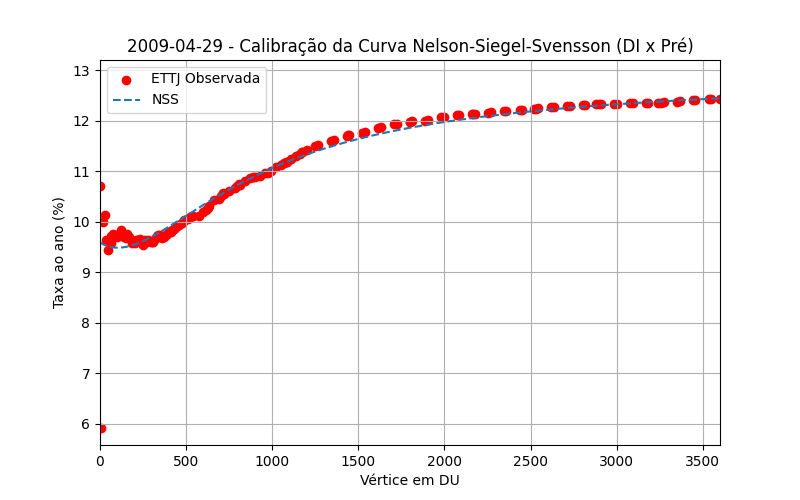 2009-04-29 - Calibração da Curva Nelson-Siegel-Svensson (DI x Pré)
ETTJ Observada
NSS
Taxa ao ano (%)
13
12
11
10
9
8
7
6
0 500 1000 1500 2000 2500 3000 3500
Vértice em DU